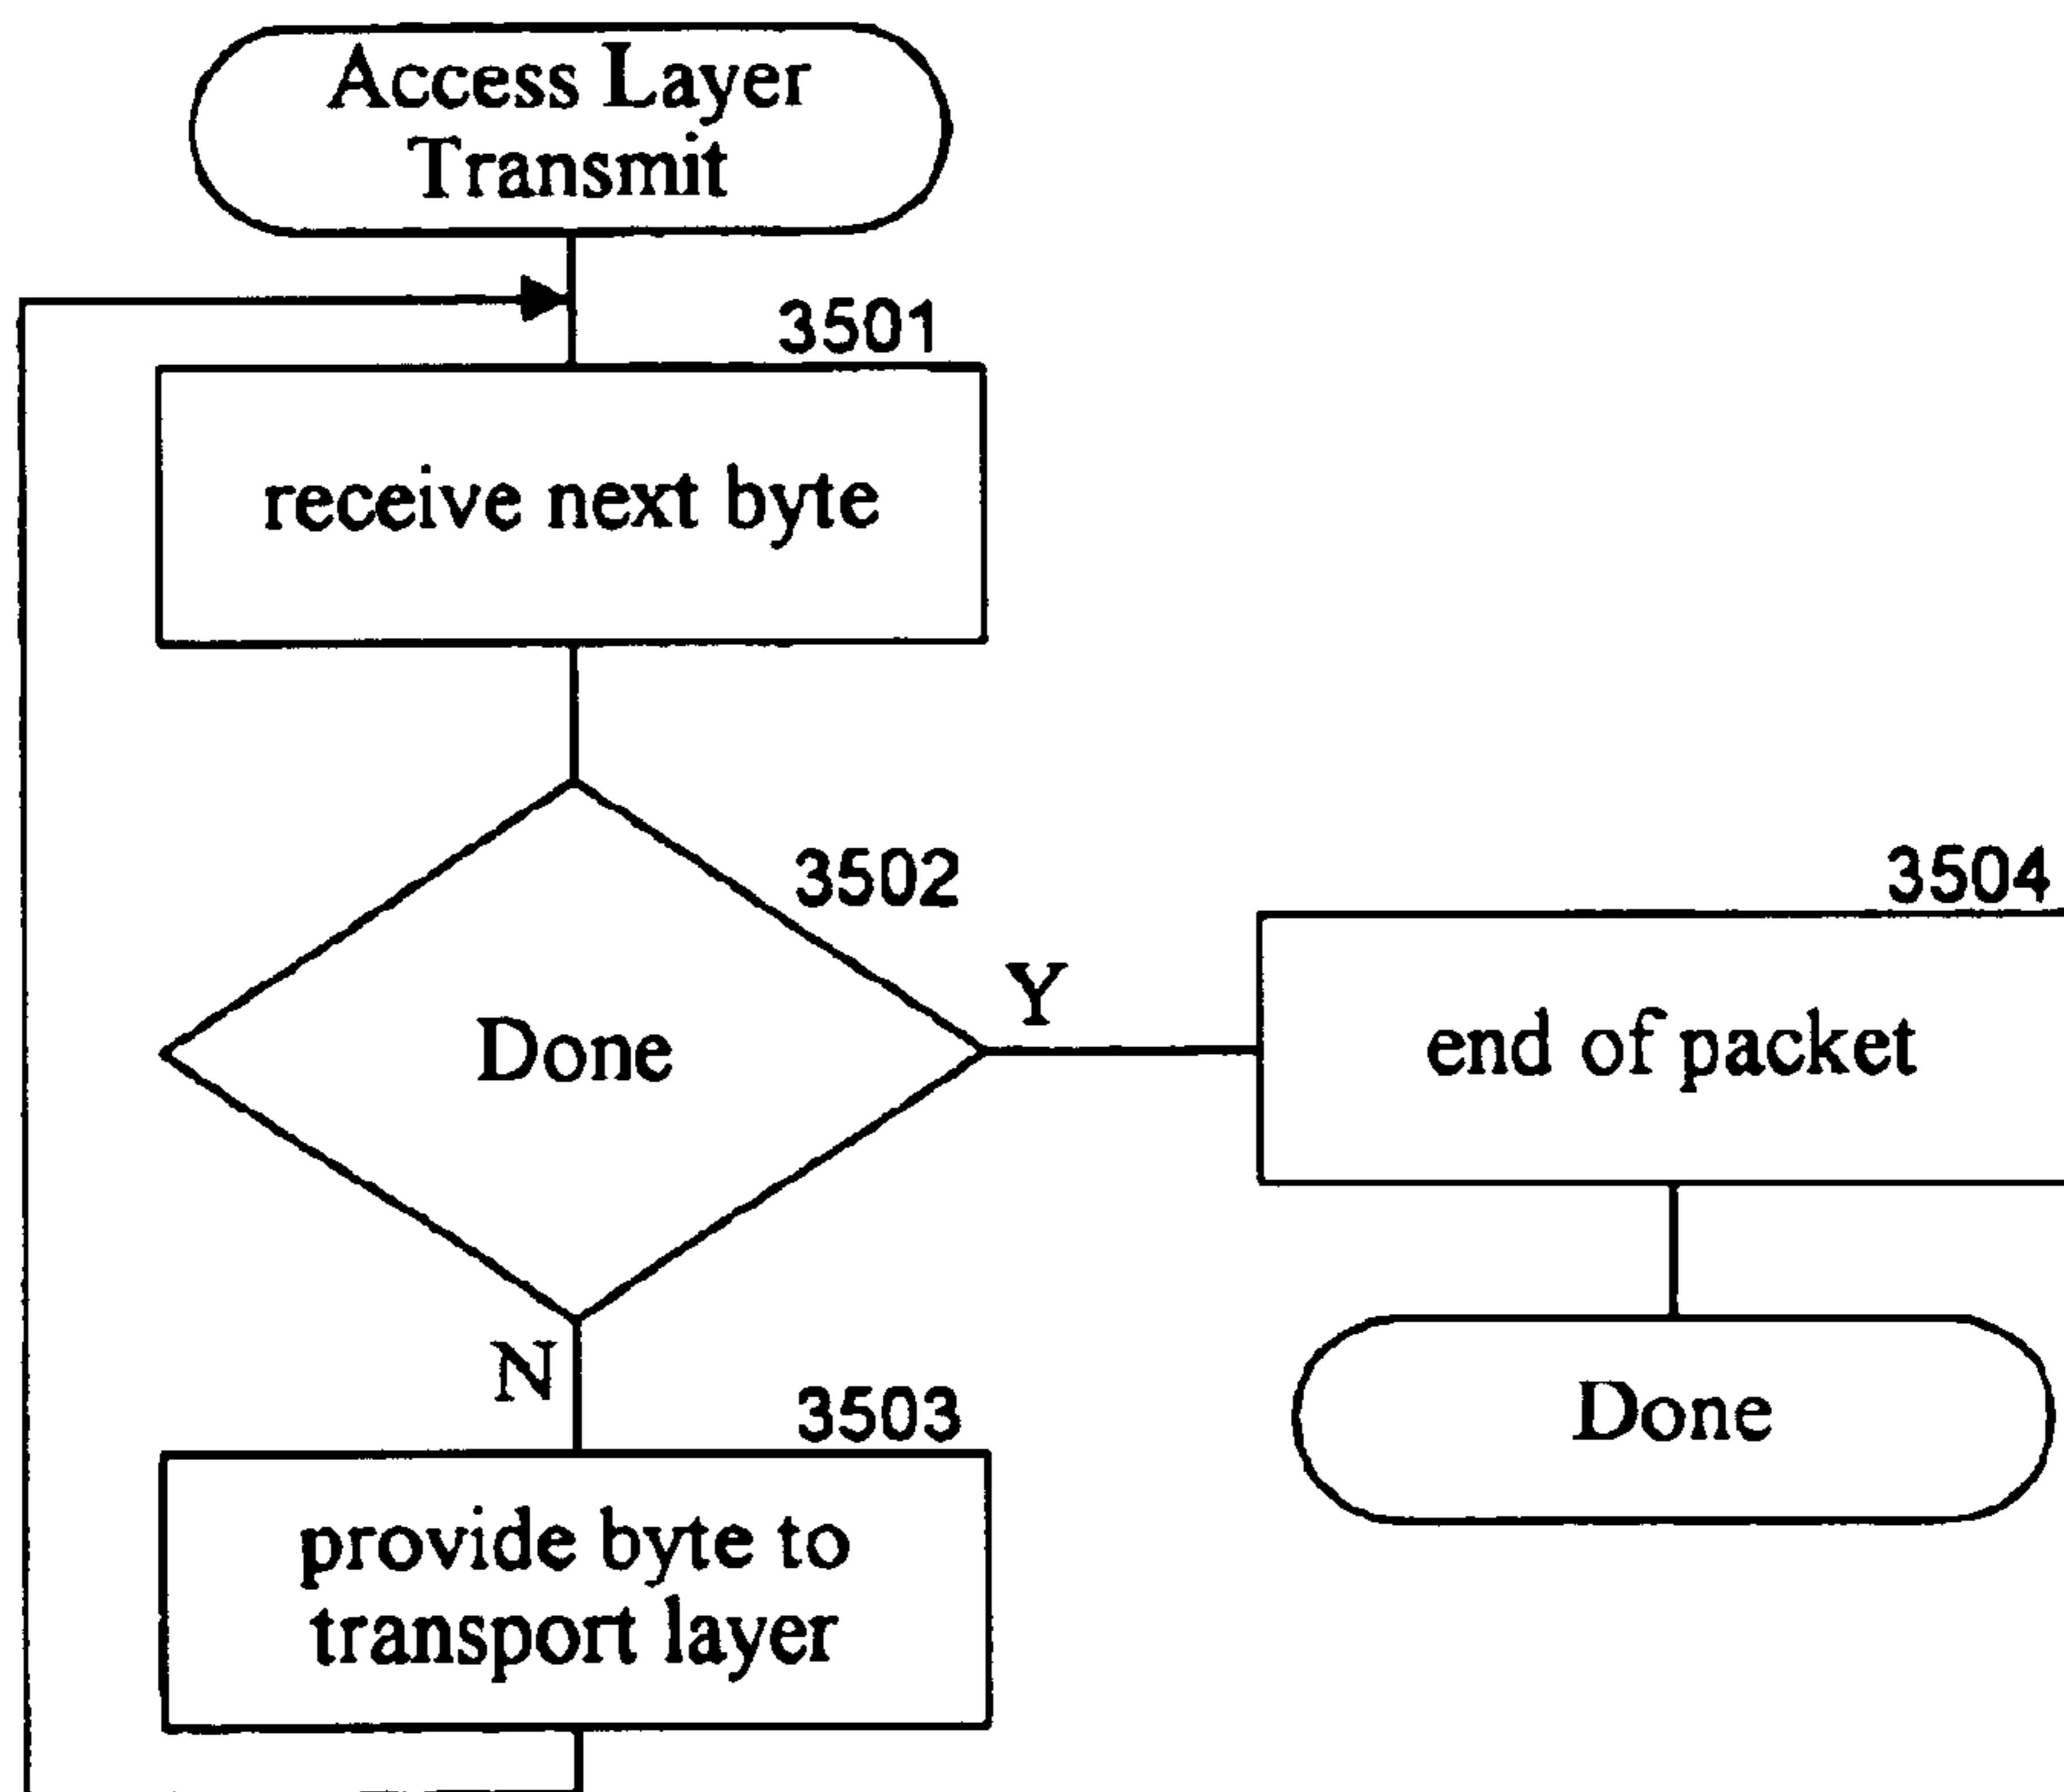 Access Layer
Transmit
3501
receive next byte
3502
Done
Y
3504
end of packet
Done
N
3503
provide byte to
transport layer